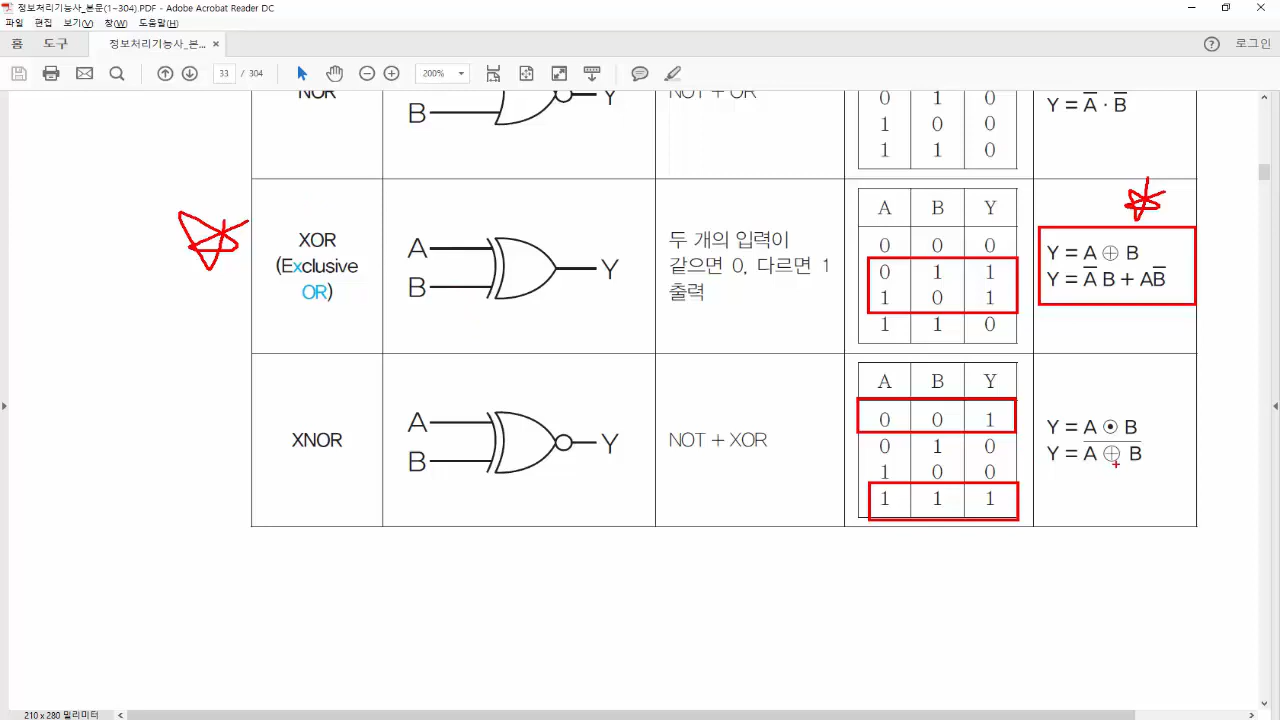 정보처리기능사_본문(1~304).PDF - Adobe Acrobat Reader DC
파일 편집 보기(V) 창(W) 도움말(H)
홈 도구 정보처리기능사_본... × 로그인
33 / 304 200%
NOR
B
Y
NOT + OR
0 1 0
1 0 0
1 1 0
Y = A̅ · B̅
XOR
(Exclusive
OR)
A
B
Y
두 개의 입력이
같으면 0, 다르면 1
출력
A B Y
0 0 0
0 1 1
1 0 1
1 1 0
Y = A ⊕ B
Y = A̅ B + AB̅
XNOR
A
B
Y
NOT + XOR
A B Y
0 0 1
0 1 0
1 0 0
1 1 1
Y = A ⊙ B
Y = A̅ ̅⊕̅ ̅B̅
210 x 280 밀리미터